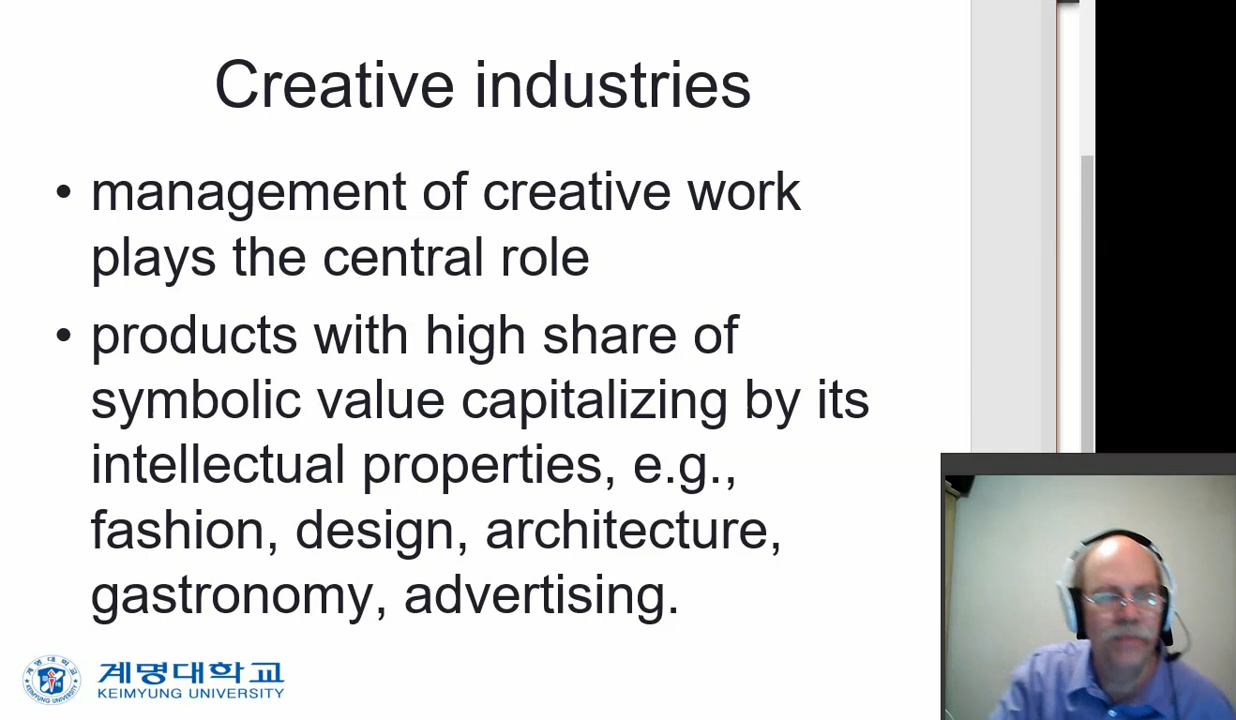 Creative industries
• management of creative work
plays the central role
• products with high share of
symbolic value capitalizing by its
intellectual properties, e.g.,
fashion, design, architecture,
gastronomy, advertising.
계명대학교
KEIMYUNG UNIVERSITY